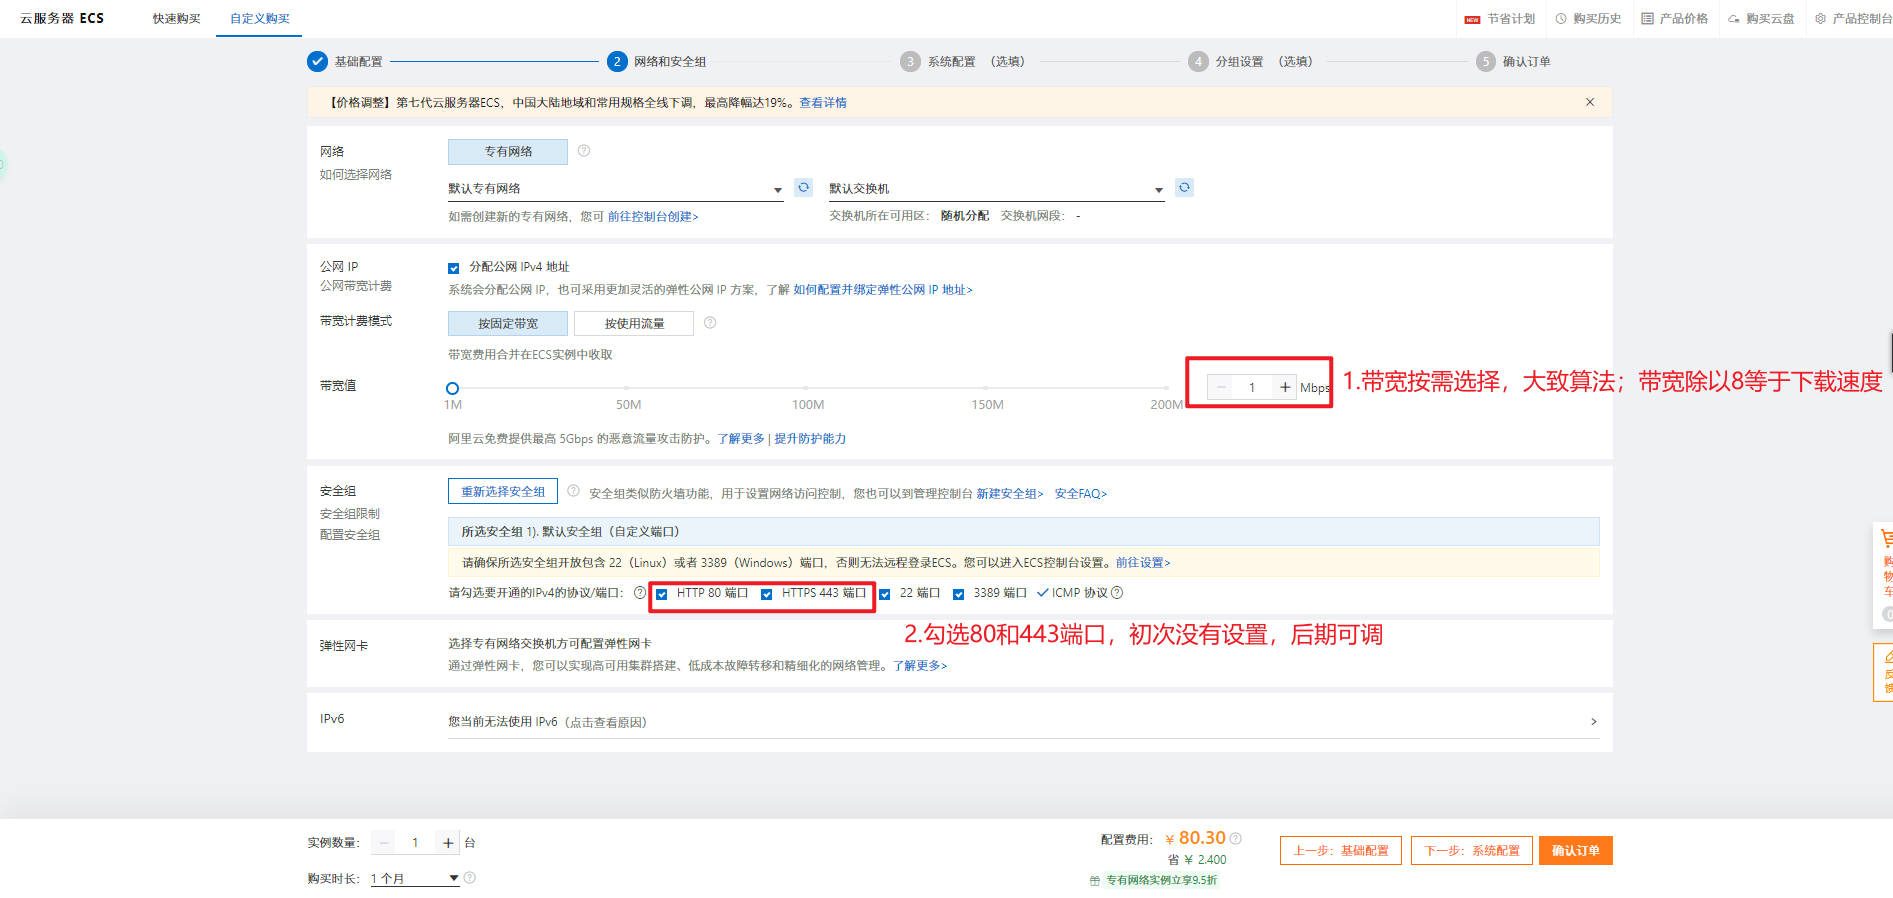 云服务器 ECS 快速购买 自定义购买 NEW 节省计划 购买历史 产品价格 购买云盘 产品控制台
基础配置 2 网络和安全组 3 系统配置 （选填） 4 分组设置 （选填） 5 确认订单
【价格调整】第七代云服务器ECS，中国大陆地域和常用规格全线下调，最高降幅达19%。查看详情
网络 专有网络
如何选择网络
默认专有网络 默认交换机
如需创建新的专有网络，您可 前往控制台创建> 交换机所在可用区： 随机分配 交换机网段： -
公网 IP 分配公网 IPv4 地址
公网带宽计费
系统会分配公网 IP，也可采用更加灵活的弹性公网 IP 方案，了解 如何配置并绑定弹性公网 IP 地址>
带宽计费模式 按固定带宽 按使用流量
带宽费用合并在ECS实例中收取
带宽值 1 Mbps 1.带宽按需选择，大致算法；带宽除以8等于下载速度
1M 50M 100M 150M 200M
阿里云免费提供最高 5Gbps 的恶意流量攻击防护。了解更多 | 提升防护能力
安全组 重新选择安全组 安全组类似防火墙功能，用于设置网络访问控制，您也可以到管理控制台 新建安全组> 安全FAQ>
安全组限制
配置安全组
所选安全组 1). 默认安全组（自定义端口）
请确保所选安全组开放包含 22（Linux）或者 3389（Windows）端口，否则无法远程登录ECS。您可以进入ECS控制台设置。前往设置>
请勾选要开通的IPv4的协议/端口： HTTP 80 端口 HTTPS 443 端口 22 端口 3389 端口 ICMP 协议
2.勾选80和443端口，初次没有设置，后期可调
弹性网卡 选择专有网络交换机方可配置弹性网卡
通过弹性网卡，您可以实现高可用集群搭建、低成本故障转移和精细化的网络管理。了解更多>
IPv6 您当前无法使用 IPv6（点击查看原因）
购
物
车
0
实例数量： 1 台 配置费用： ￥ 80.30
省 ￥ 2.400
上一步：基础配置 下一步：系统配置 确认订单
购买时长： 1 个月 专有网络实例立享9.5折